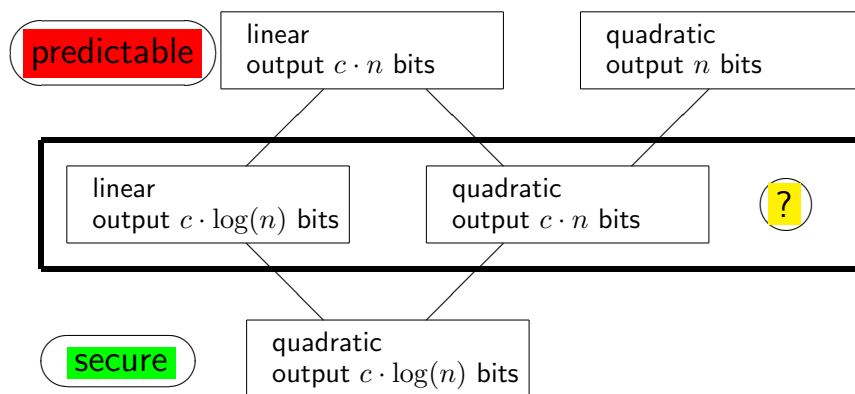 predictable
linear
output c · n bits
quadratic
output n bits
linear
output c · log(n) bits
quadratic
output c · n bits
?
secure
quadratic
output c · log(n) bits